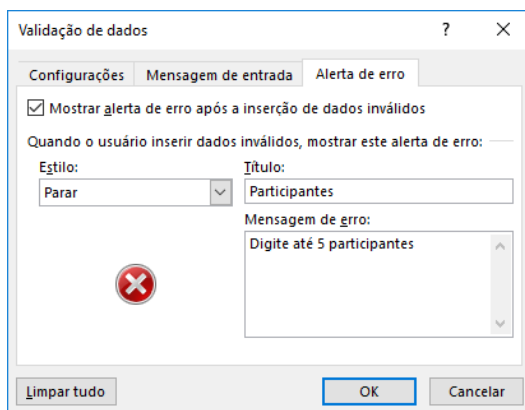 Validação de dados
?
Configurações
Mensagem de entrada
Alerta de erro
Mostrar alerta de erro após a inserção de dados inválidos
Quando o usuário inserir dados inválidos, mostrar este alerta de erro:
Estilo:
Parar
Título:
Participantes
Mensagem de erro:
Digite até 5 participantes
Limpar tudo
OK
Cancelar